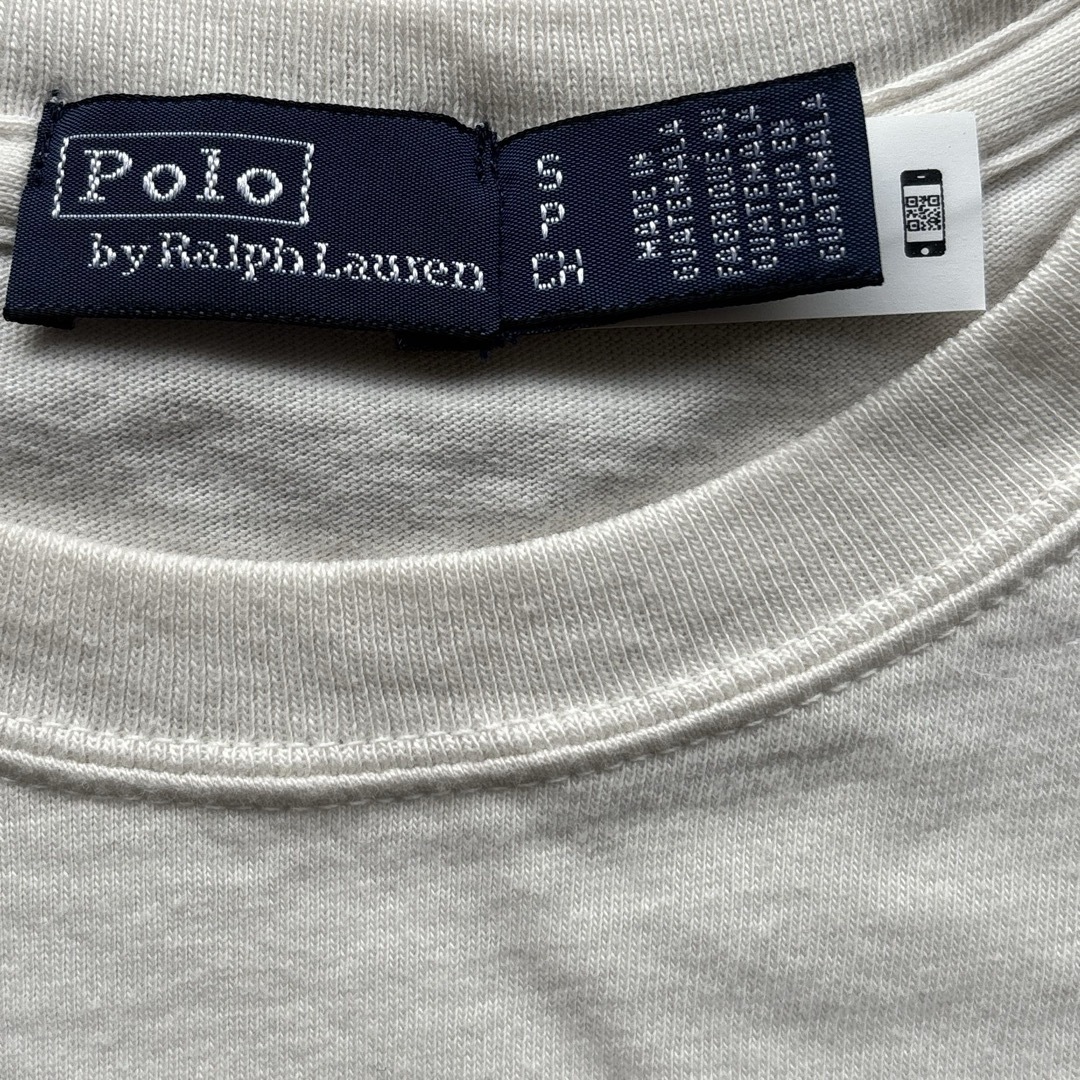 Polo
by Ralph Lauren
S
P
CH
MADE IN
GUATEMALA
FABRIQUÉ AU
GUATEMALA
HECHO EN
GUATEMALA